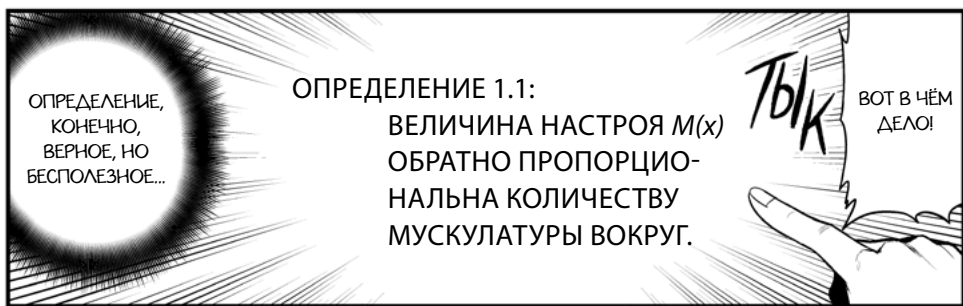 ВОТ В ЧЁМ
ДЕЛО!
ТЫК
ОПРЕДЕЛЕНИЕ 1.1:
ВЕЛИЧИНА НАСТРОЯ M(x)
ОБРАТНО ПРОПОРЦИО-
НАЛЬНА КОЛИЧЕСТВУ
МУСКУЛАТУРЫ ВОКРУГ.
ОПРЕДЕЛЕНИЕ,
КОНЕЧНО,
ВЕРНОЕ, НО
БЕСПОЛЕЗНОЕ...